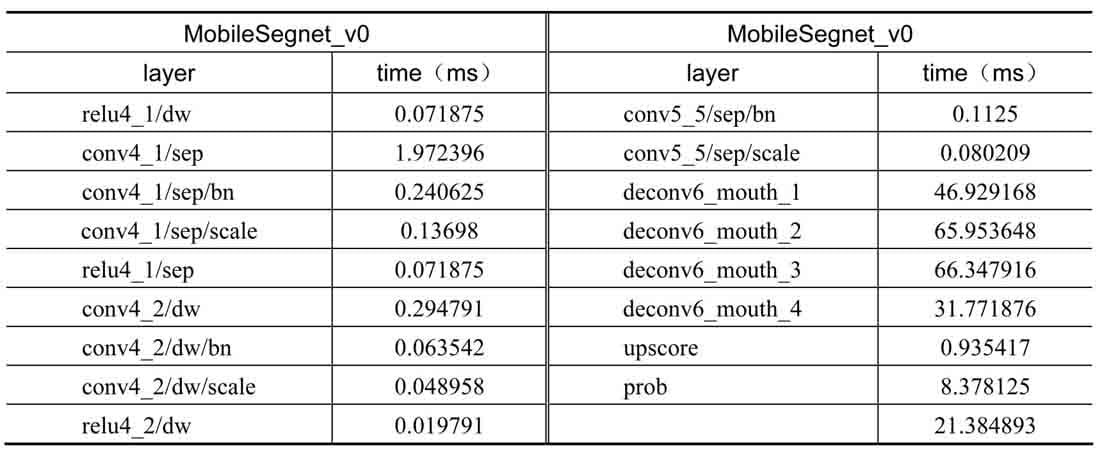 MobileSegnet_v0 MobileSegnet_v0
layer time（ms） layer time（ms）
relu4_1/dw 0.071875 conv5_5/sep/bn 0.1125
conv4_1/sep 1.972396 conv5_5/sep/scale 0.080209
conv4_1/sep/bn 0.240625 deconv6_mouth_1 46.929168
conv4_1/sep/scale 0.13698 deconv6_mouth_2 65.953648
relu4_1/sep 0.071875 deconv6_mouth_3 66.347916
conv4_2/dw 0.294791 deconv6_mouth_4 31.771876
conv4_2/dw/bn 0.063542 upscore 0.935417
conv4_2/dw/scale 0.048958 prob 8.378125
relu4_2/dw 0.019791 21.384893